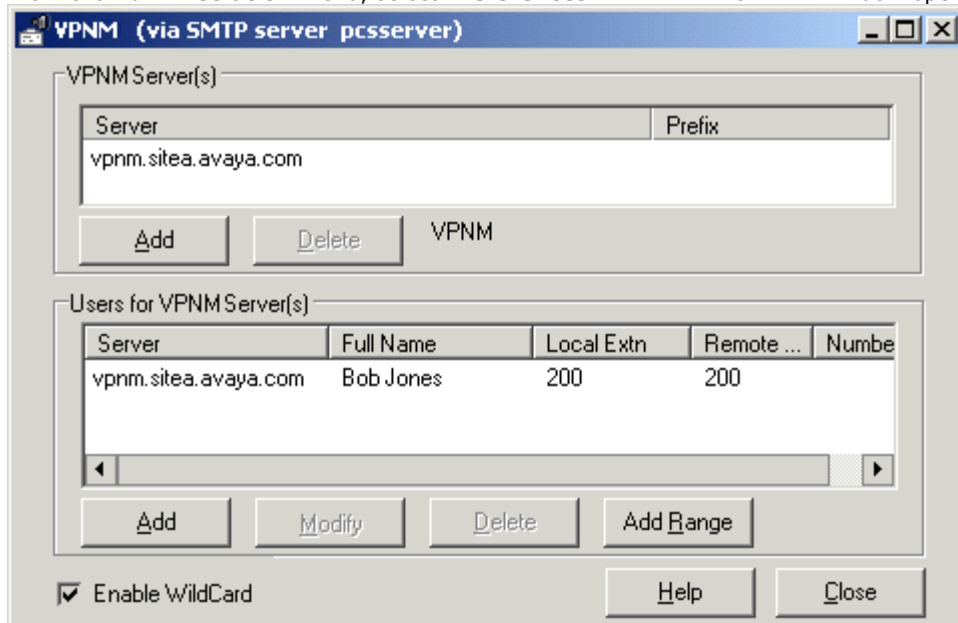 VPNM (via SMTP server pcsserver)
VPNM Server(s)
Server Prefix
vpnm.sitea.avaya.com
Add Delete VPNM
Users for VPNM Server(s)
Server Full Name Local Extn Remote ... Numbe
vpnm.sitea.avaya.com Bob Jones 200 200
Add Modify Delete Add Range
Enable WildCard Help Close